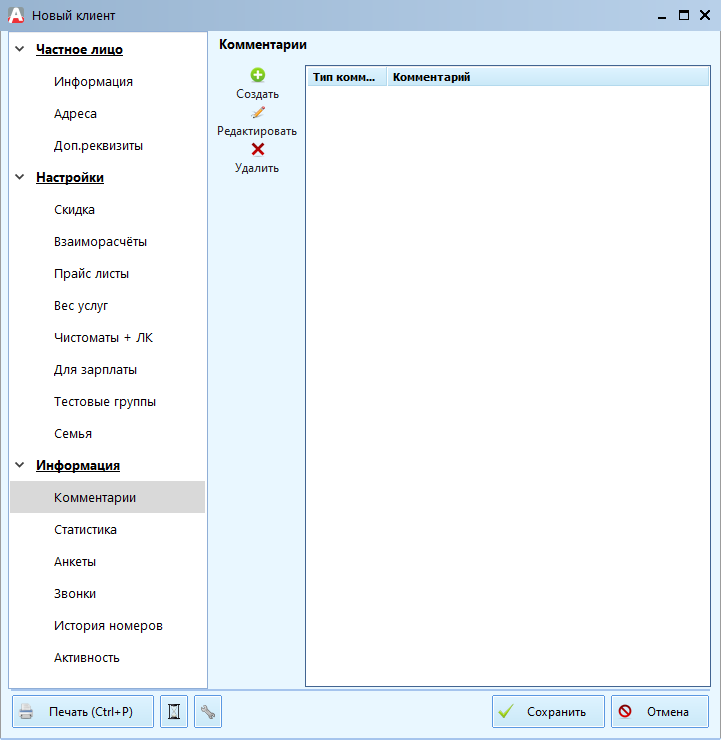 Новый клиент
Частное лицо
Информация
Адреса
Доп.реквизиты
Настройки
Скидка
Взаиморасчёты
Прайс листы
Вес услуг
Чистоматы + ЛК
Для зарплаты
Тестовые группы
Семья
Информация
Комментарии
Статистика
Анкеты
Звонки
История номеров
Активность
Комментарии
Создать
Редактировать
Удалить
Тип комм... Комментарий
Печать (Ctrl+P) Сохранить Отмена